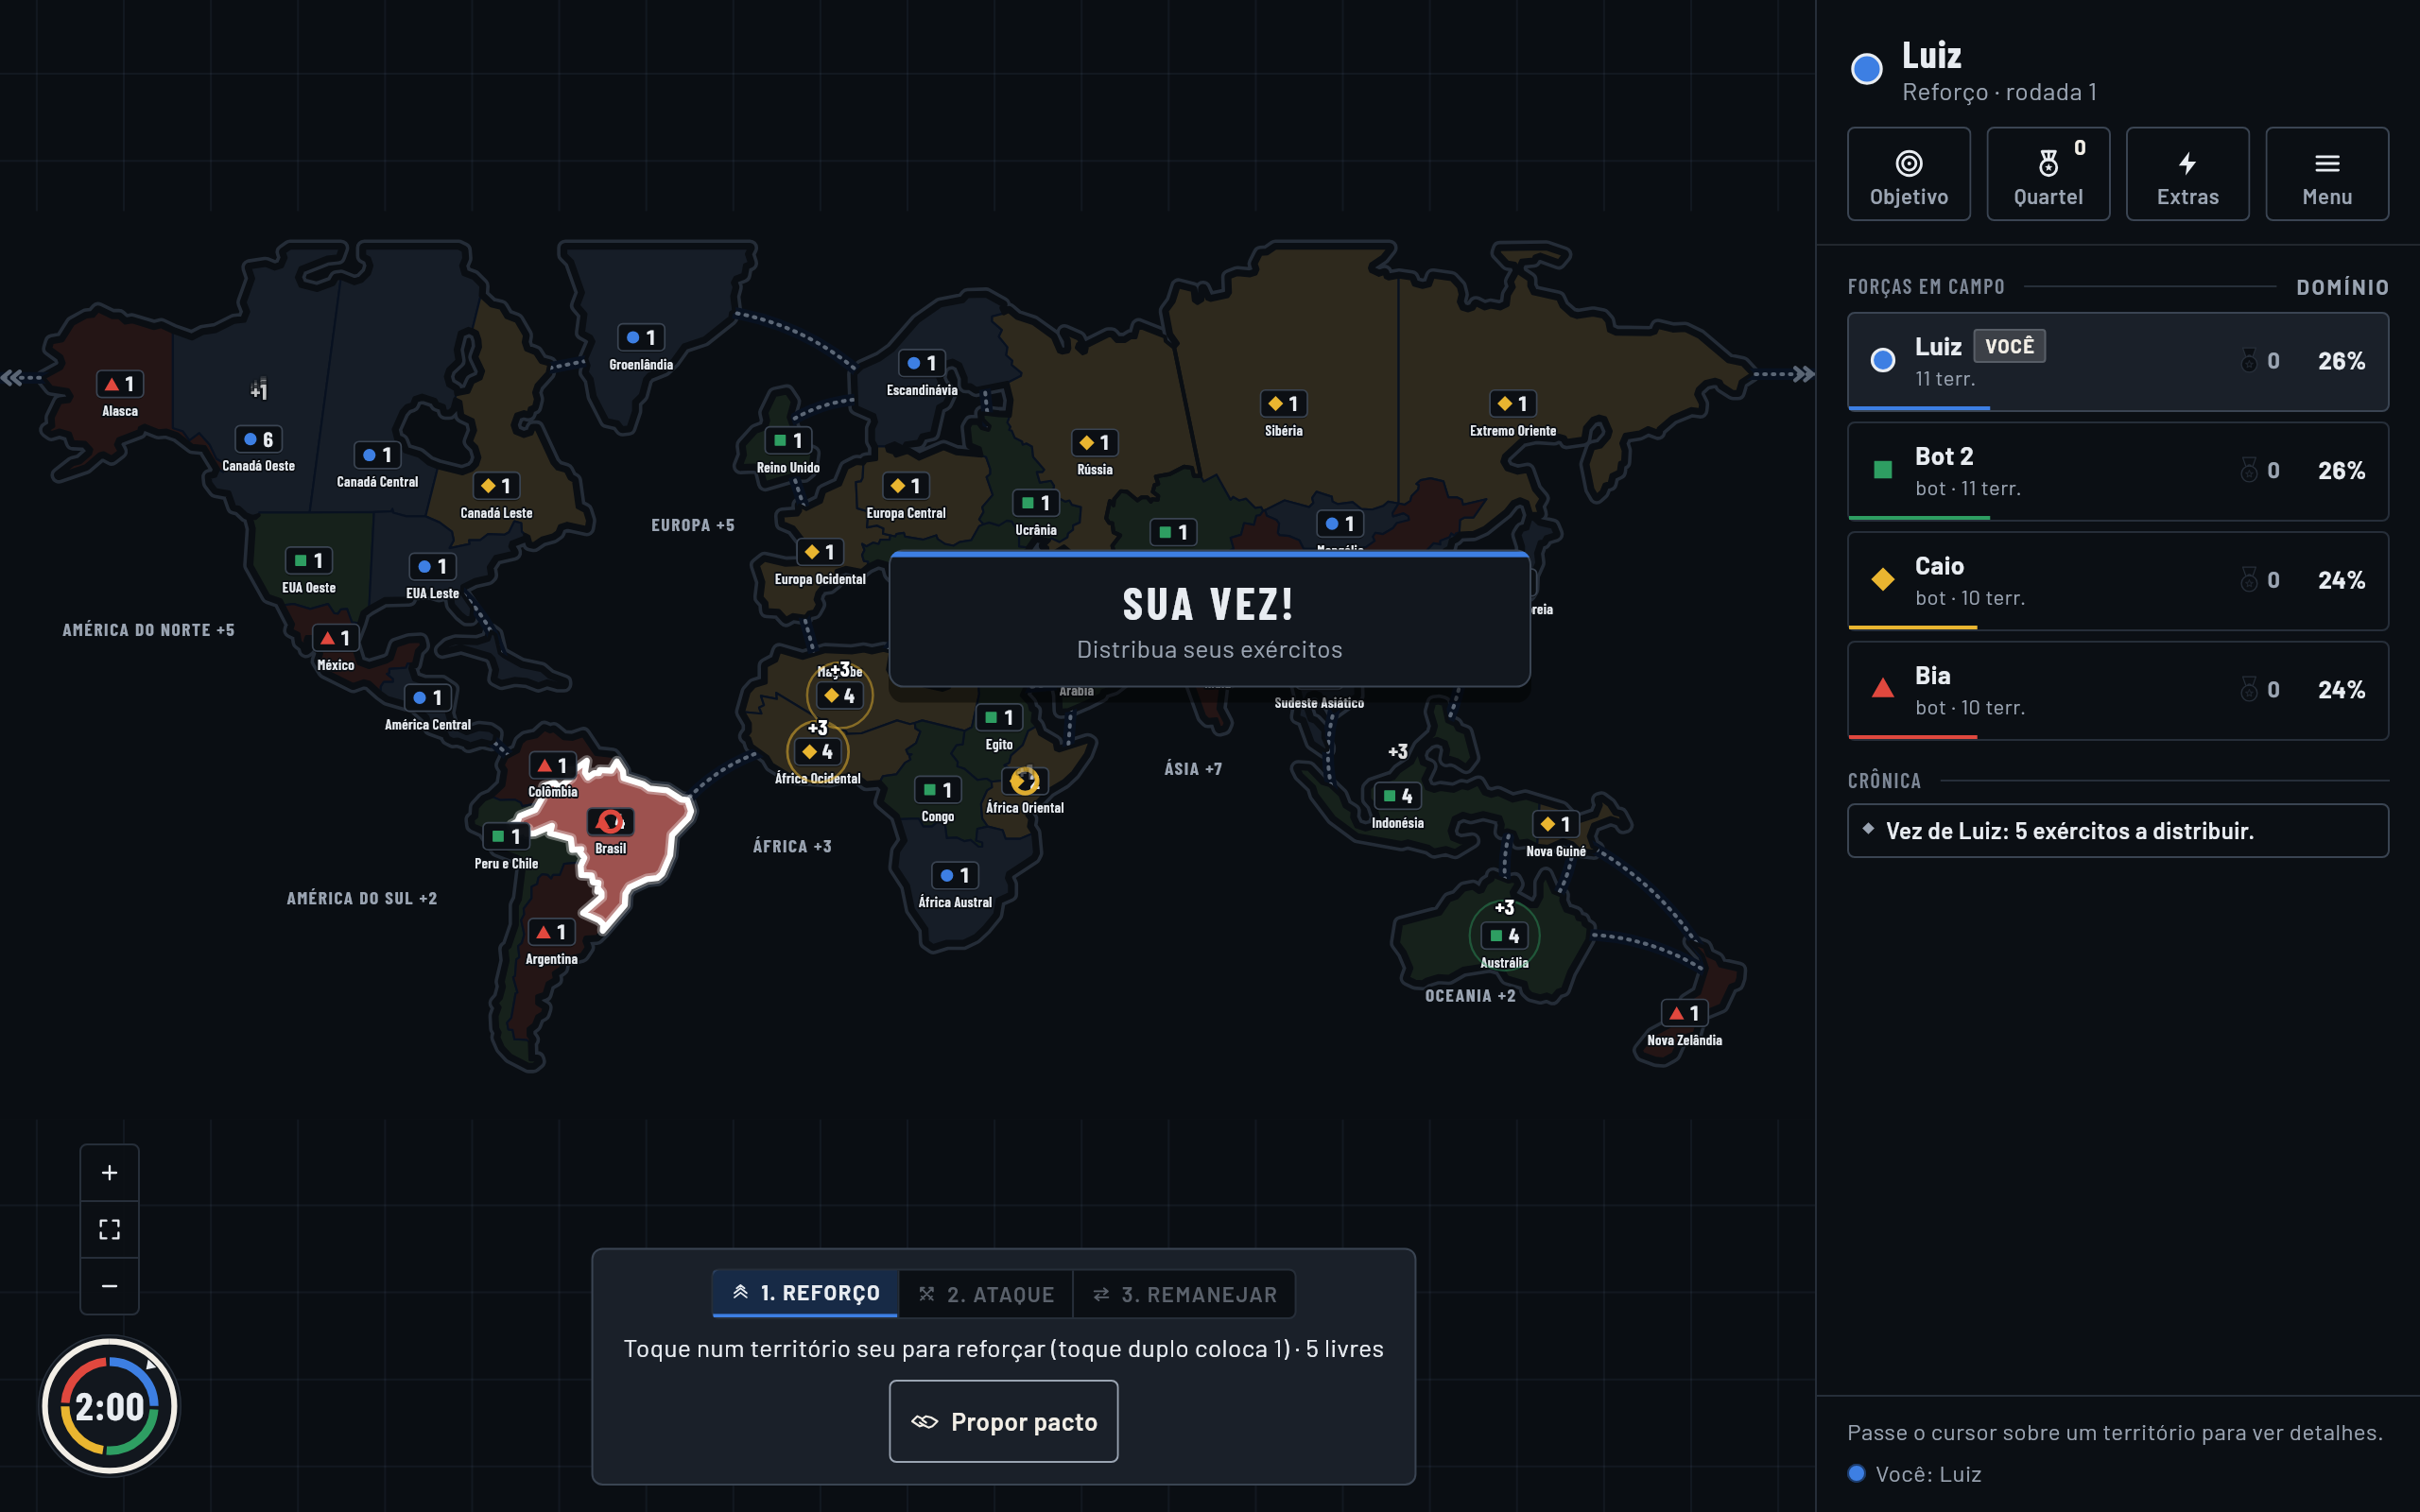 Luiz
Reforço · rodada 1
Objetivo
0
Quartel
Extras
Menu
FORÇAS EM CAMPO
DOMÍNIO
Luiz VOCÊ
11 terr.
0
26%
Bot 2
bot · 11 terr.
0
26%
Caio
bot · 10 terr.
0
24%
Bia
bot · 10 terr.
0
24%
CRÔNICA
Vez de Luiz: 5 exércitos a distribuir.
Passe o cursor sobre um território para ver detalhes.
Você: Luiz
1
Alasca
+1
6
Canadá Oeste
1
Canadá Central
1
Canadá Leste
1
Groenlândia
1
EUA Oeste
1
EUA Leste
AMÉRICA DO NORTE +5
1
México
1
América Central
1
Escandinávia
1
Reino Unido
1
Europa Central
1
Ucrânia
1
Rússia
EUROPA +5
1
Europa Ocidental
1
Sibéria
1
Extremo Oriente
1
1
SUA VEZ!
Distribua seus exércitos
Arábia
Sudeste Asiático
ÁSIA +7
+3
4
+3
4
África Ocidental
1
Egito
1
Congo
África Oriental
1
África Austral
ÁFRICA +3
1
Colômbia
Brasil
1
Peru e Chile
1
Argentina
AMÉRICA DO SUL +2
+3
4
Indonésia
1
Nova Guiné
+3
4
Austrália
OCEANIA +2
1
Nova Zelândia
+
−
2:00
1. REFORÇO
2. ATAQUE
3. REMANEJAR
Toque num território seu para reforçar (toque duplo coloca 1) · 5 livres
Propor pacto